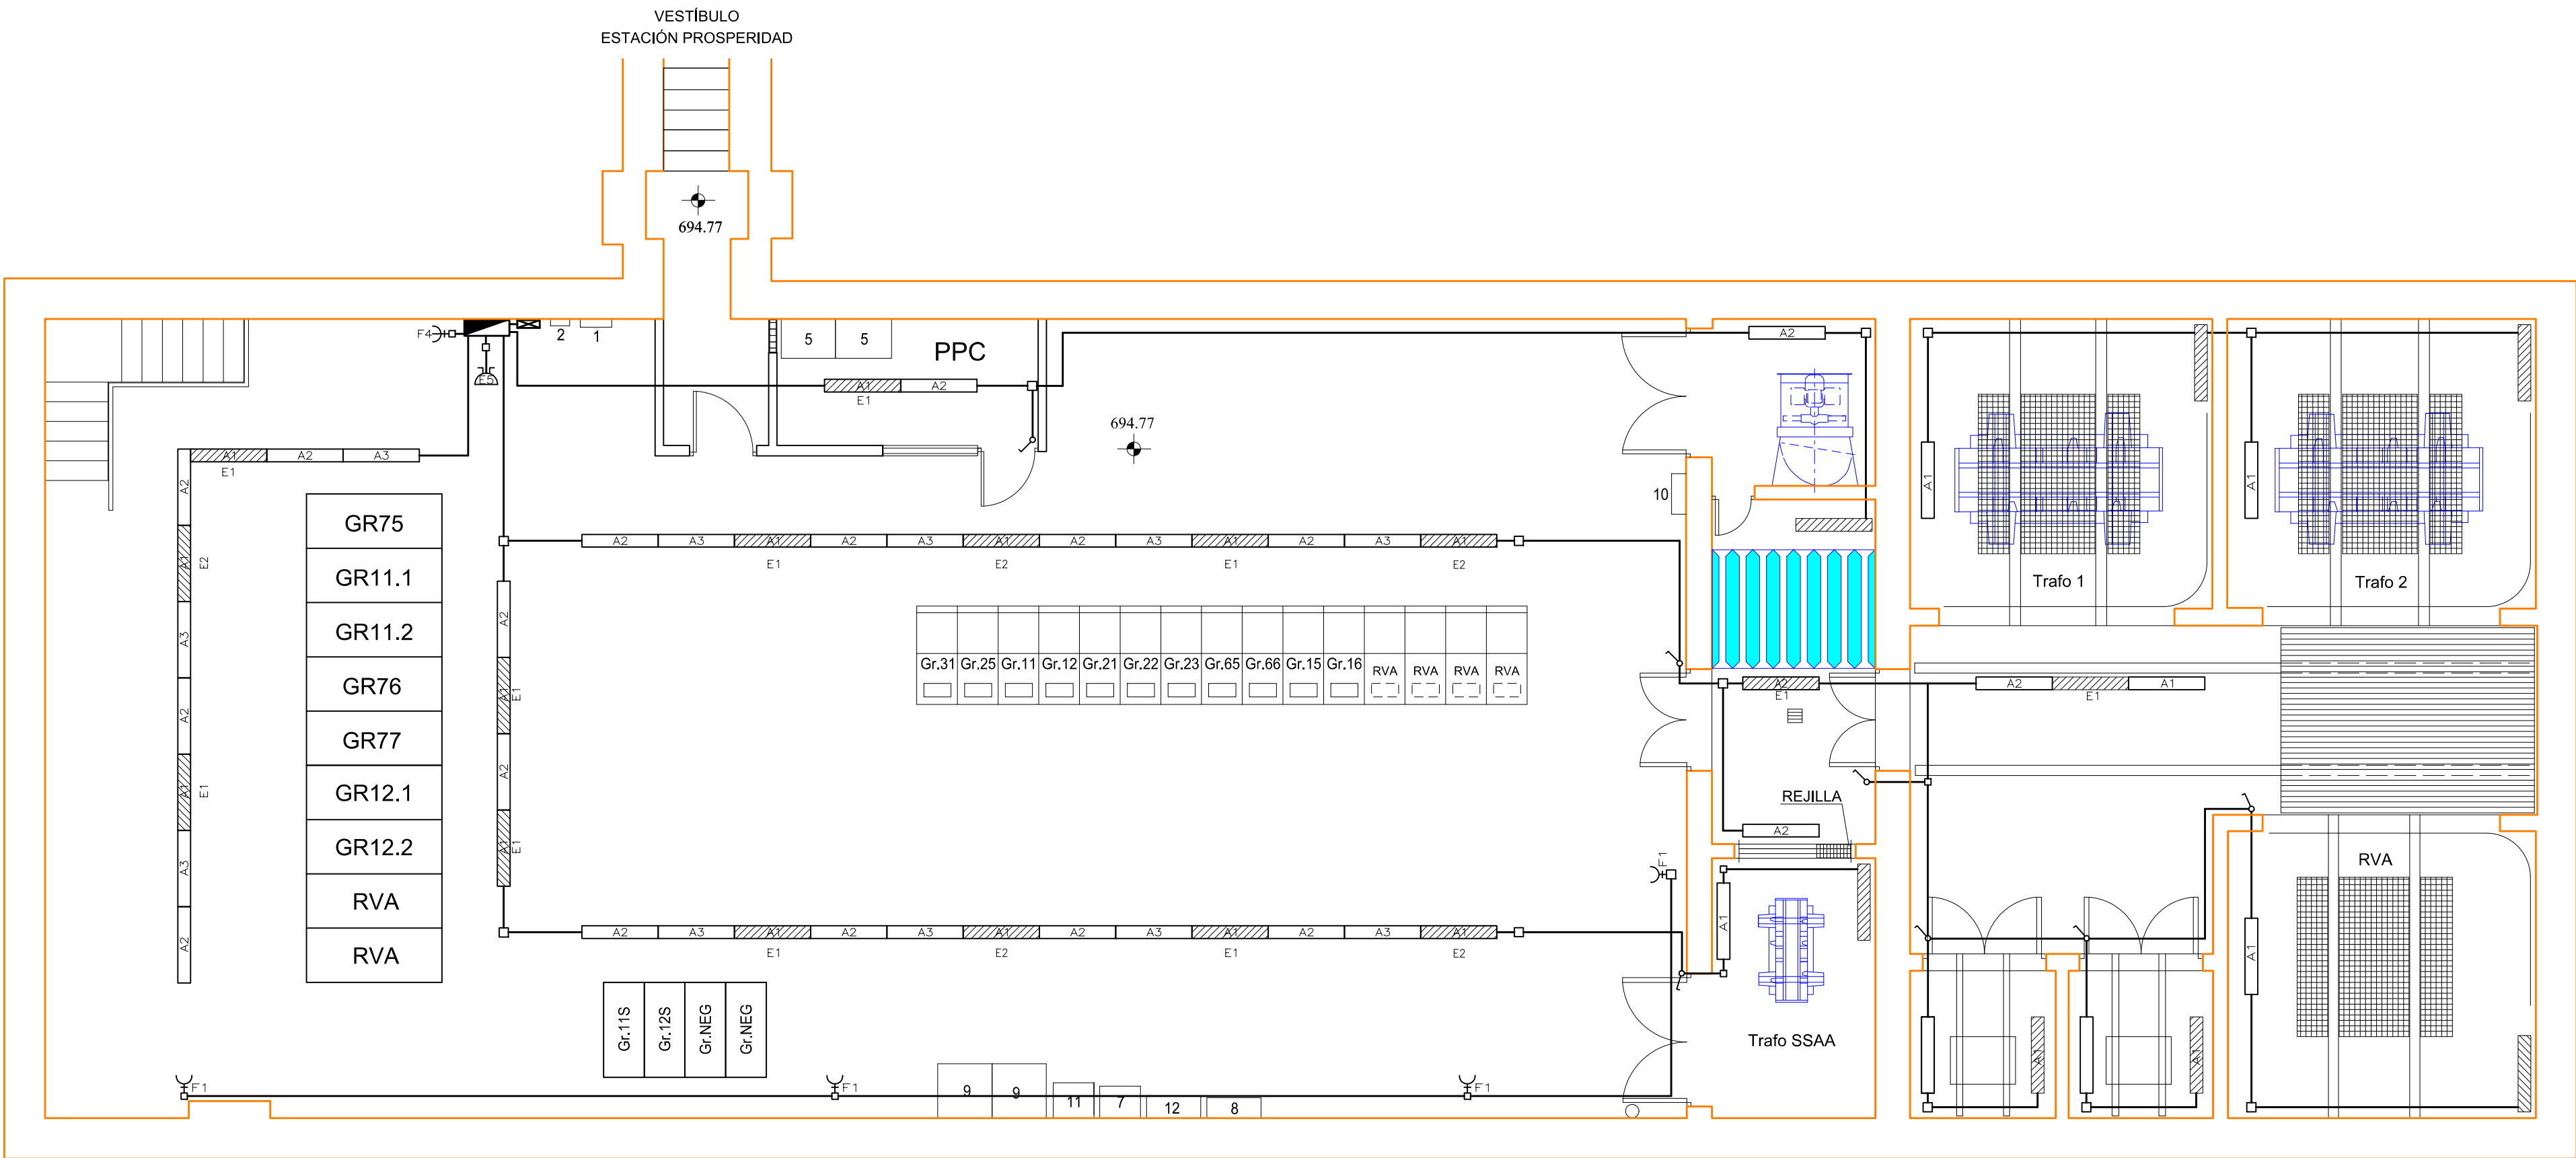 VESTÍBULO
ESTACIÓN PROSPERIDAD
694.77
F4
E5
2
1
5
5
PPC
A1
A2
E1
694.77
A2
10
A1
A1
Trafo 1
Trafo 2
A1
A2
A3
E1
A2
A1
E2
A3
A2
A1
E1
A3
A2
GR75
GR11.1
GR11.2
GR76
GR77
GR12.1
GR12.2
RVA
RVA
A2
A3
A1
A2
A3
A1
A2
A3
A1
A2
A3
A1
E1
E2
E1
E2
A2
A1
E1
A2
A1
E1
Gr.31
Gr.25
Gr.11
Gr.12
Gr.21
Gr.22
Gr.23
Gr.65
Gr.66
Gr.15
Gr.16
RVA
RVA
RVA
RVA
A2
E1
A2
E1
A1
REJILLA
A2
F1
A1
Trafo SSAA
RVA
A1
A2
A3
A1
A2
A3
A1
A2
A3
A1
A2
A3
A1
E1
E2
E1
E2
Gr.11S
Gr.12S
Gr.NEG
Gr.NEG
A1
A1
F1
F1
F1
9
9
11
7
12
8